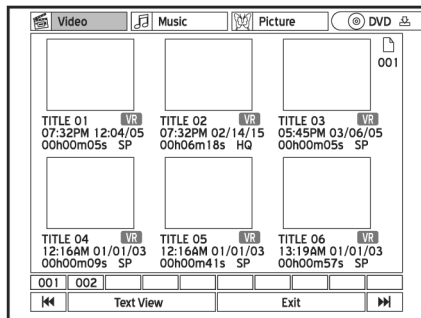 Video Music Picture DVD
001
TITLE 01 VR TITLE 02 VR TITLE 03 VR
07:32PM 12:04/05 07:32PM 02/14/15 05:45PM 03/06/05
00h00m05s SP 00h06m18s HQ 00h00m05s SP
TITLE 04 VR TITLE 05 VR TITLE 06 VR
12:16AM 01/01/03 12:16AM 01/01/03 13:19AM 01/01/03
00h00m09s SP 00h00m41s SP 00h00m57s SP
001 002
Text View Exit